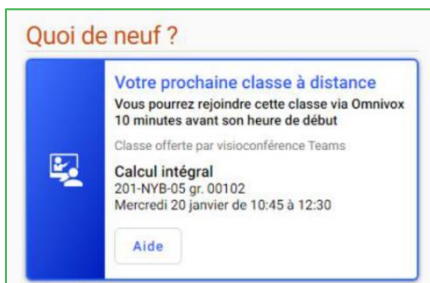 Quoi de neuf ?
Votre prochaine classe à distance
Vous pourrez rejoindre cette classe via Omnivox
10 minutes avant son heure de début
Classe offerte par visioconférence Teams
Calcul intégral
201-NYB-05 gr. 00102
Mercredi 20 janvier de 10:45 à 12:30
Aide